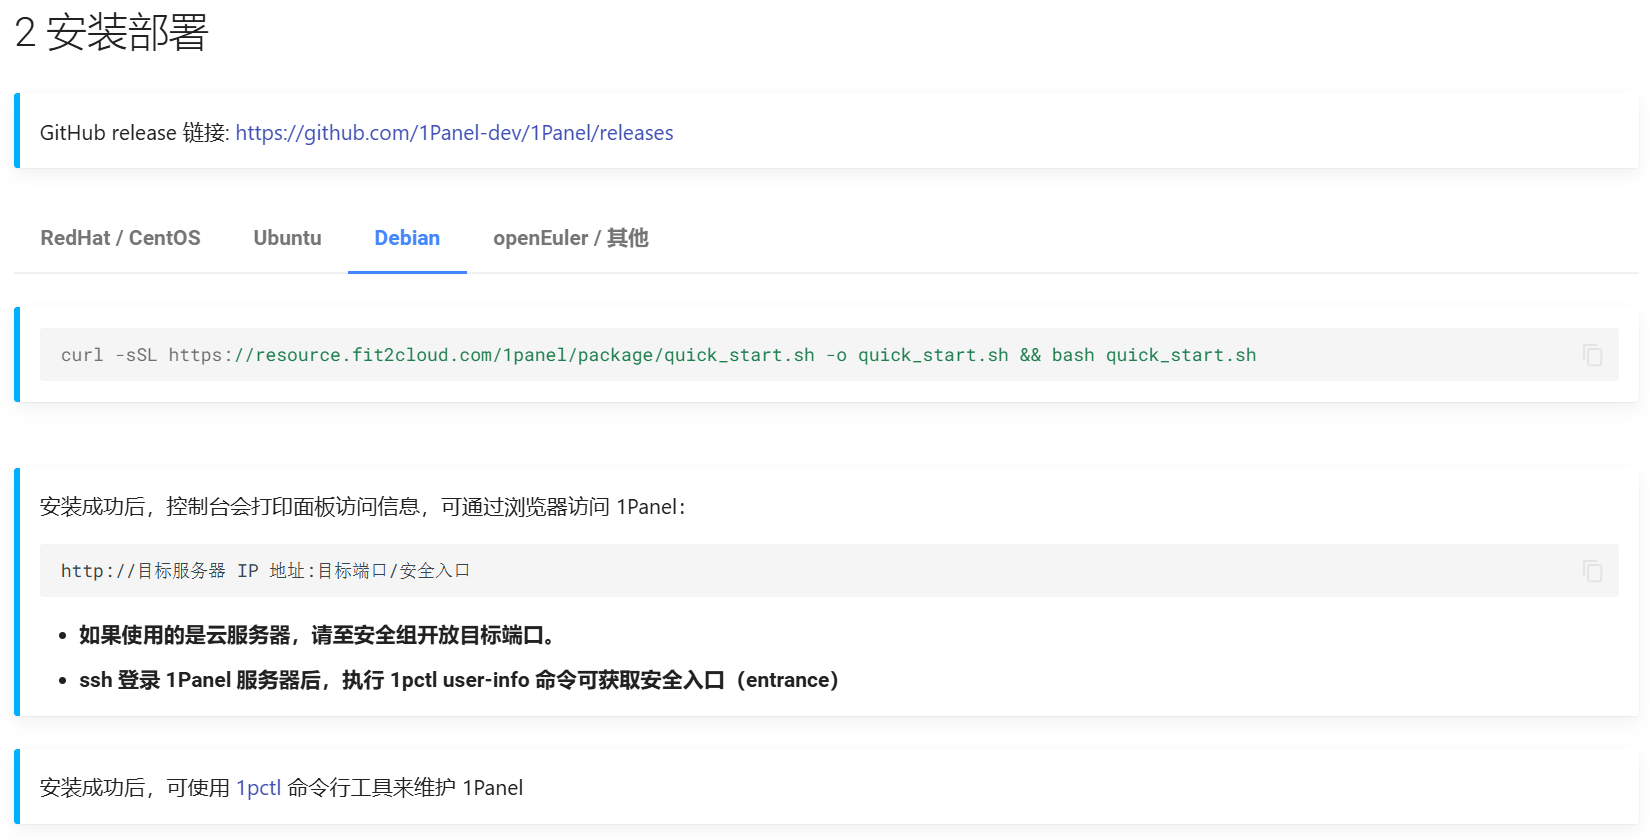 2 安装部署
GitHub release 链接: https://github.com/1Panel-dev/1Panel/releases
RedHat / CentOS Ubuntu Debian openEuler / 其他
curl -sSL https://resource.fit2cloud.com/1panel/package/quick_start.sh -o quick_start.sh && bash quick_start.sh
安装成功后，控制台会打印面板访问信息，可通过浏览器访问 1Panel：
http://目标服务器 IP 地址:目标端口/安全入口
• 如果使用的是云服务器，请至安全组开放目标端口。
• ssh 登录 1Panel 服务器后，执行 1pctl user-info 命令可获取安全入口（entrance）
安装成功后，可使用 1pctl 命令行工具来维护 1Panel